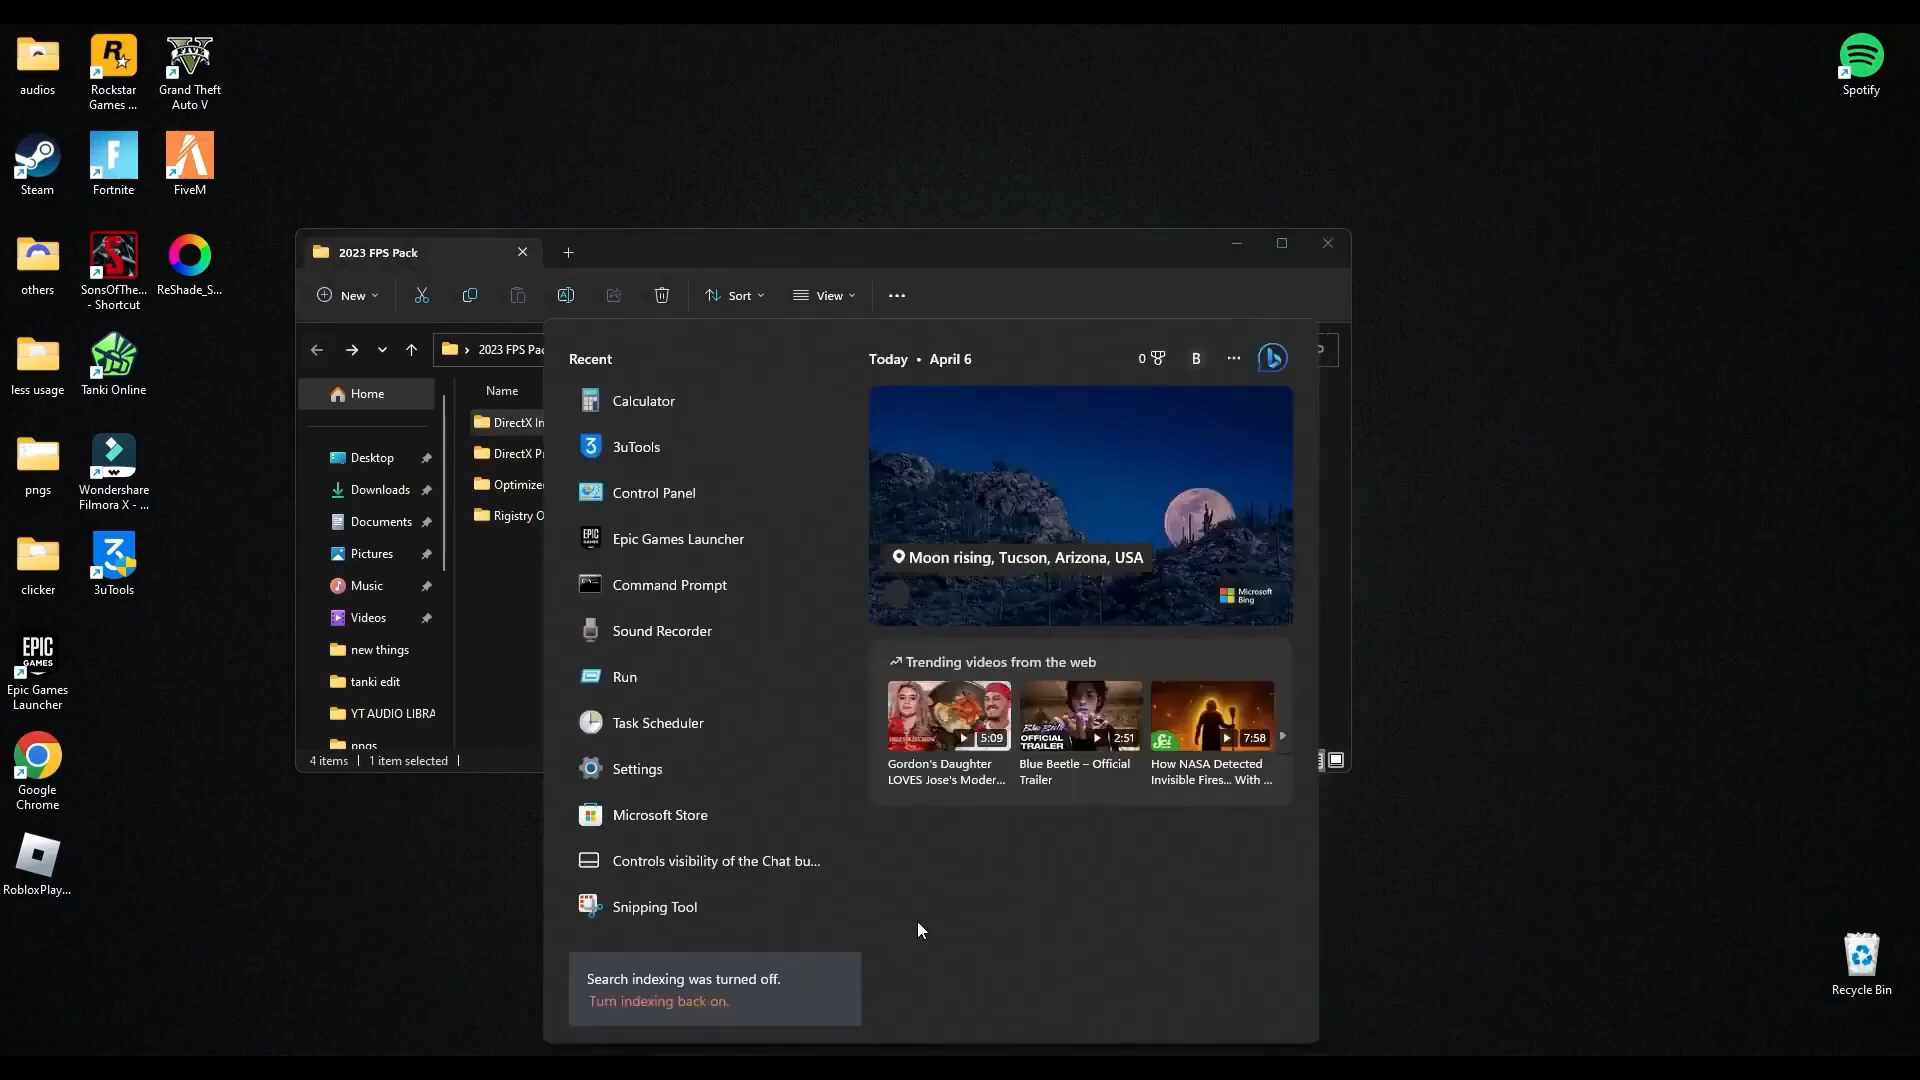 audios
Rockstar
Games ...
Grand Theft
Auto V
Spotify
Steam
Fortnite
FiveM
others
SonsOfThe...
- Shortcut
ReShade_S...
less usage
Tanki Online
pngs
Wondershare
Filmora X - ...
clicker
3uTools
EPIC
GAMES
Epic Games
Launcher
Google
Chrome
RobloxPlay...
Recycle Bin
2023 FPS Pack
New
Sort
View
2023 FPS Pac
Home
Desktop
Downloads
Documents
Pictures
Music
Videos
new things
tanki edit
YT AUDIO LIBRA
pngs
Name
DirectX In
DirectX P
Optimize
Rigistry O
4 items
1 item selected
Recent
Calculator
3uTools
Control Panel
Epic Games Launcher
Command Prompt
Sound Recorder
Run
Task Scheduler
Settings
Microsoft Store
Controls visibility of the Chat bu...
Snipping Tool
Search indexing was turned off.
Turn indexing back on.
Today • April 6
0
B
Moon rising, Tucson, Arizona, USA
Microsoft
Bing
Trending videos from the web
5:09
Blue Beetle
OFFICIAL
TRAILER
2:51
Sci
7:58
Gordon's Daughter
LOVES Jose's Moder...
Blue Beetle – Official
Trailer
How NASA Detected
Invisible Fires... With ...